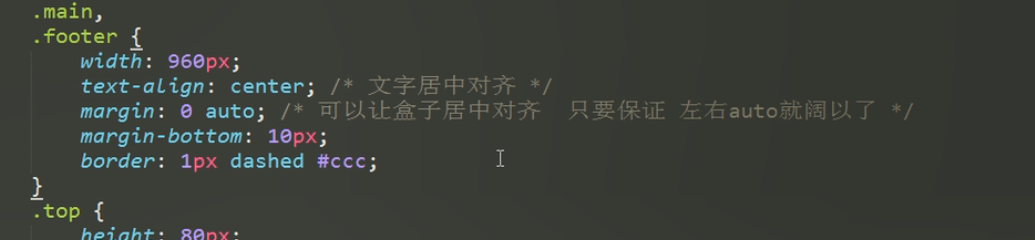 .main,
.footer {
width: 960px;
text-align: center; /* 文字居中对齐 */
margin: 0 auto; /* 可以让盒子居中对齐 只要保证 左右auto就阔以了 */
margin-bottom: 10px;
border: 1px dashed #ccc;
}
.top {
height: 80px;